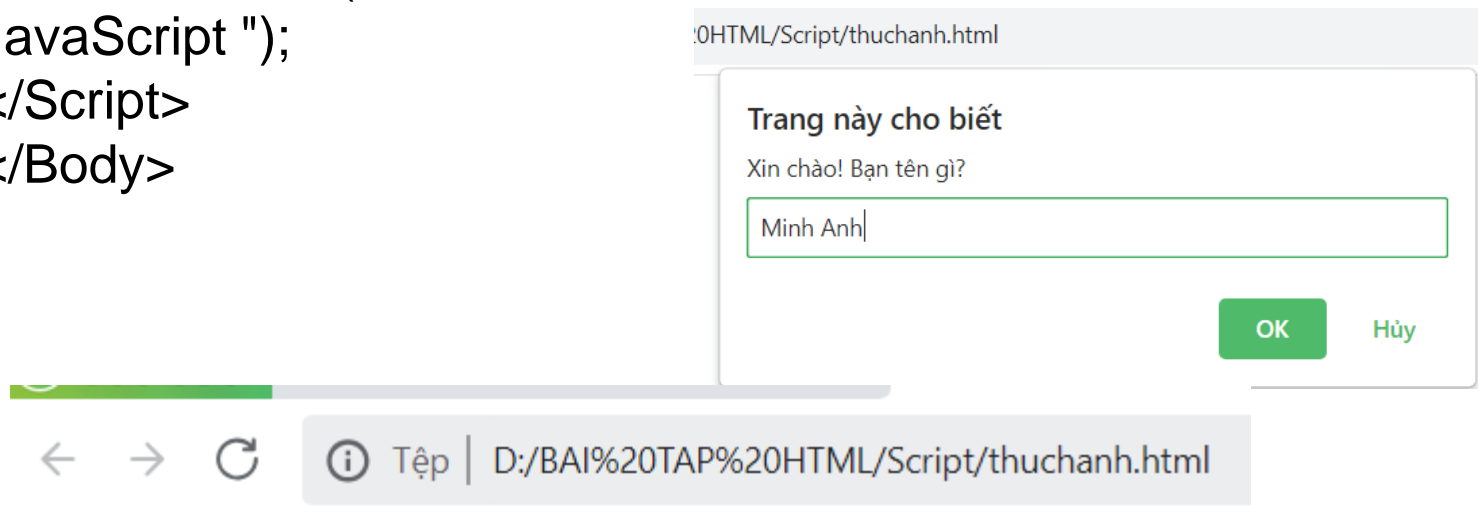 avaScript ");
</Script>
</Body>
0HTML/Script/thuchanh.html
Trang này cho biết
Xin chào! Bạn tên gì?
Minh Anh
OK Hủy
Tệp | D:/BAI%20TAP%20HTML/Script/thuchanh.html